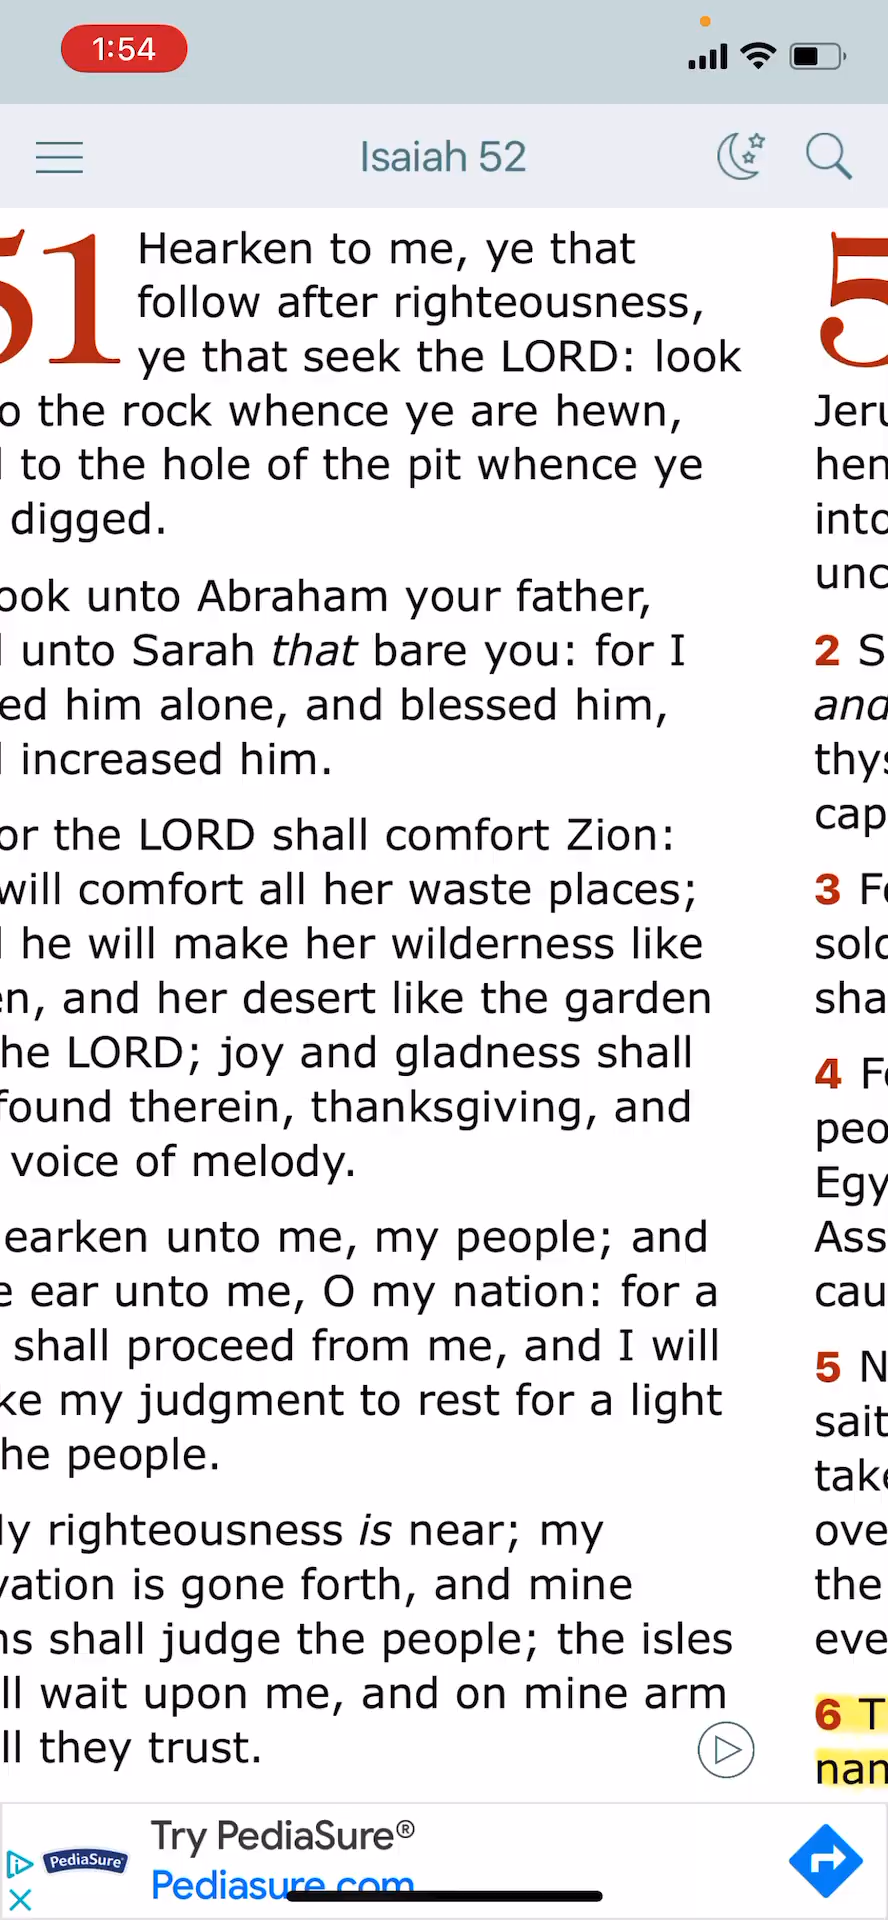 1:54
Isaiah 52
51 Hearken to me, ye that
follow after righteousness,
ye that seek the LORD: look
o the rock whence ye are hewn,
to the hole of the pit whence ye
digged.
ook unto Abraham your father,
unto Sarah that bare you: for I
ed him alone, and blessed him,
increased him.
or the LORD shall comfort Zion:
will comfort all her waste places;
he will make her wilderness like
en, and her desert like the garden
he LORD; joy and gladness shall
found therein, thanksgiving, and
voice of melody.
earken unto me, my people; and
e ear unto me, O my nation: for a
shall proceed from me, and I will
ke my judgment to rest for a light
he people.
ly righteousness is near; my
vation is gone forth, and mine
ns shall judge the people; the isles
ll wait upon me, and on mine arm
ll they trust.
5
Jeru
hen
into
unc
2 S
and
thys
cap
3 Fo
sold
sha
4 Fo
peo
Egy
Ass
cau
5 N
sait
take
ove
the
eve
6 T
nan
PediaSure®
Try PediaSure®
Pediasure.com